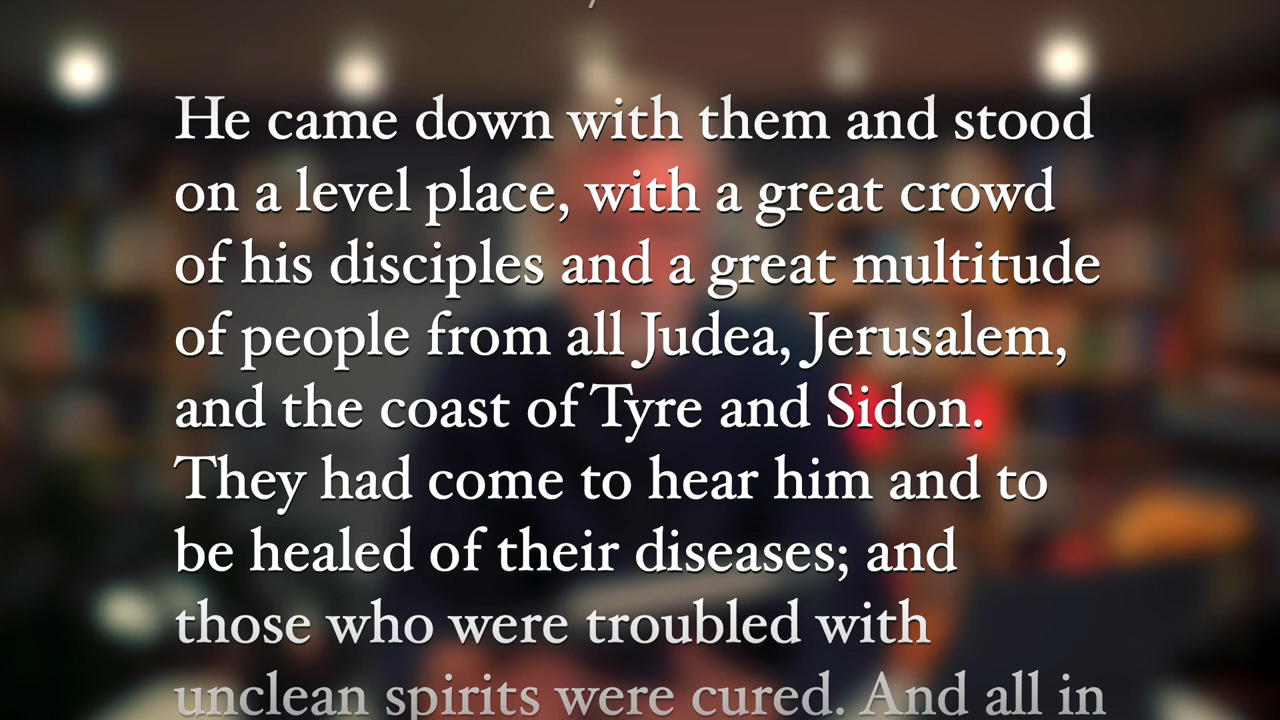 He came down with them and stood
on a level place, with a great crowd
of his disciples and a great multitude
of people from all Judea, Jerusalem,
and the coast of Tyre and Sidon.
They had come to hear him and to
be healed of their diseases; and
those who were troubled with
unclean spirits were cured. And all in